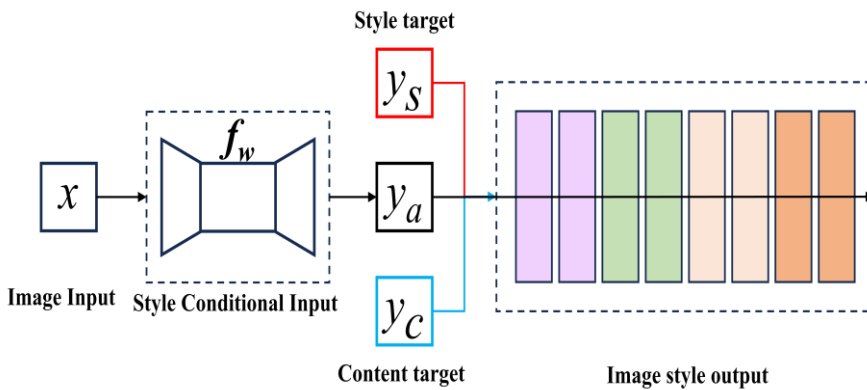 Style target
y_s
f_w
x
y_a
Image Input
Style Conditional Input
y_c
Content target
Image style output